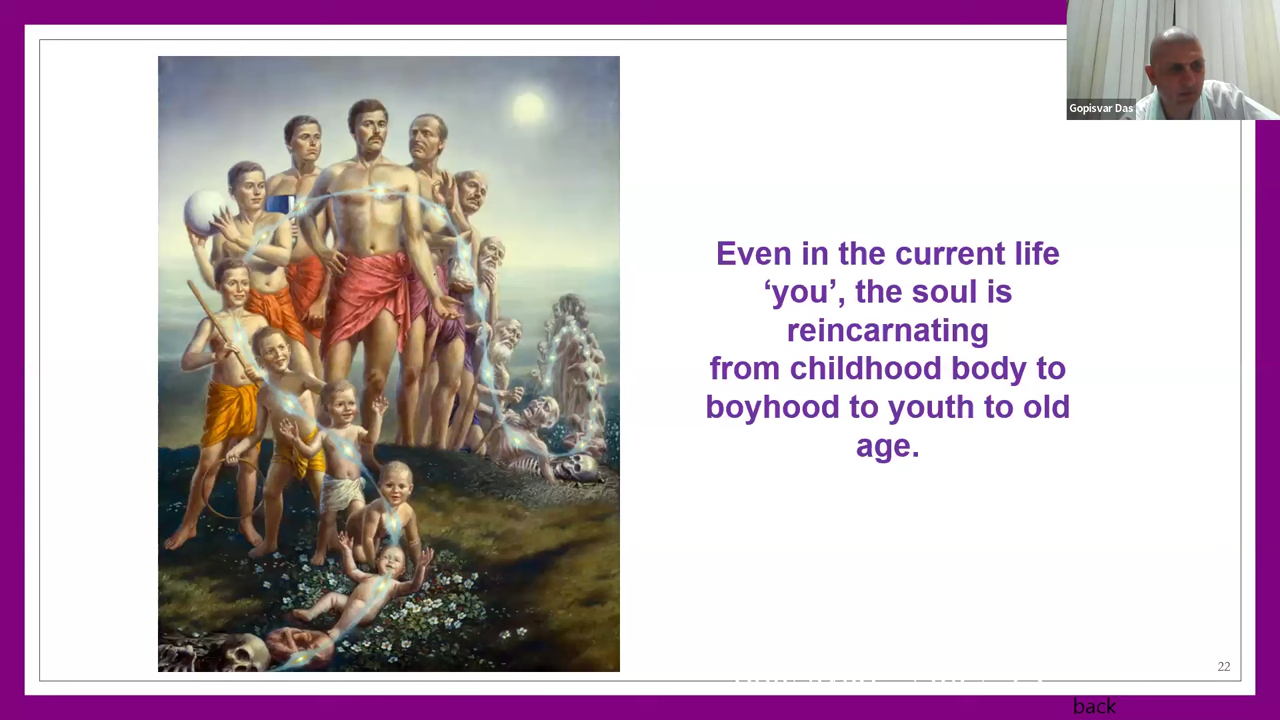 Gopisvar Das
Even in the current life
‘you’, the soul is
reincarnating
from childhood body to
boyhood to youth to old
age.
22
back